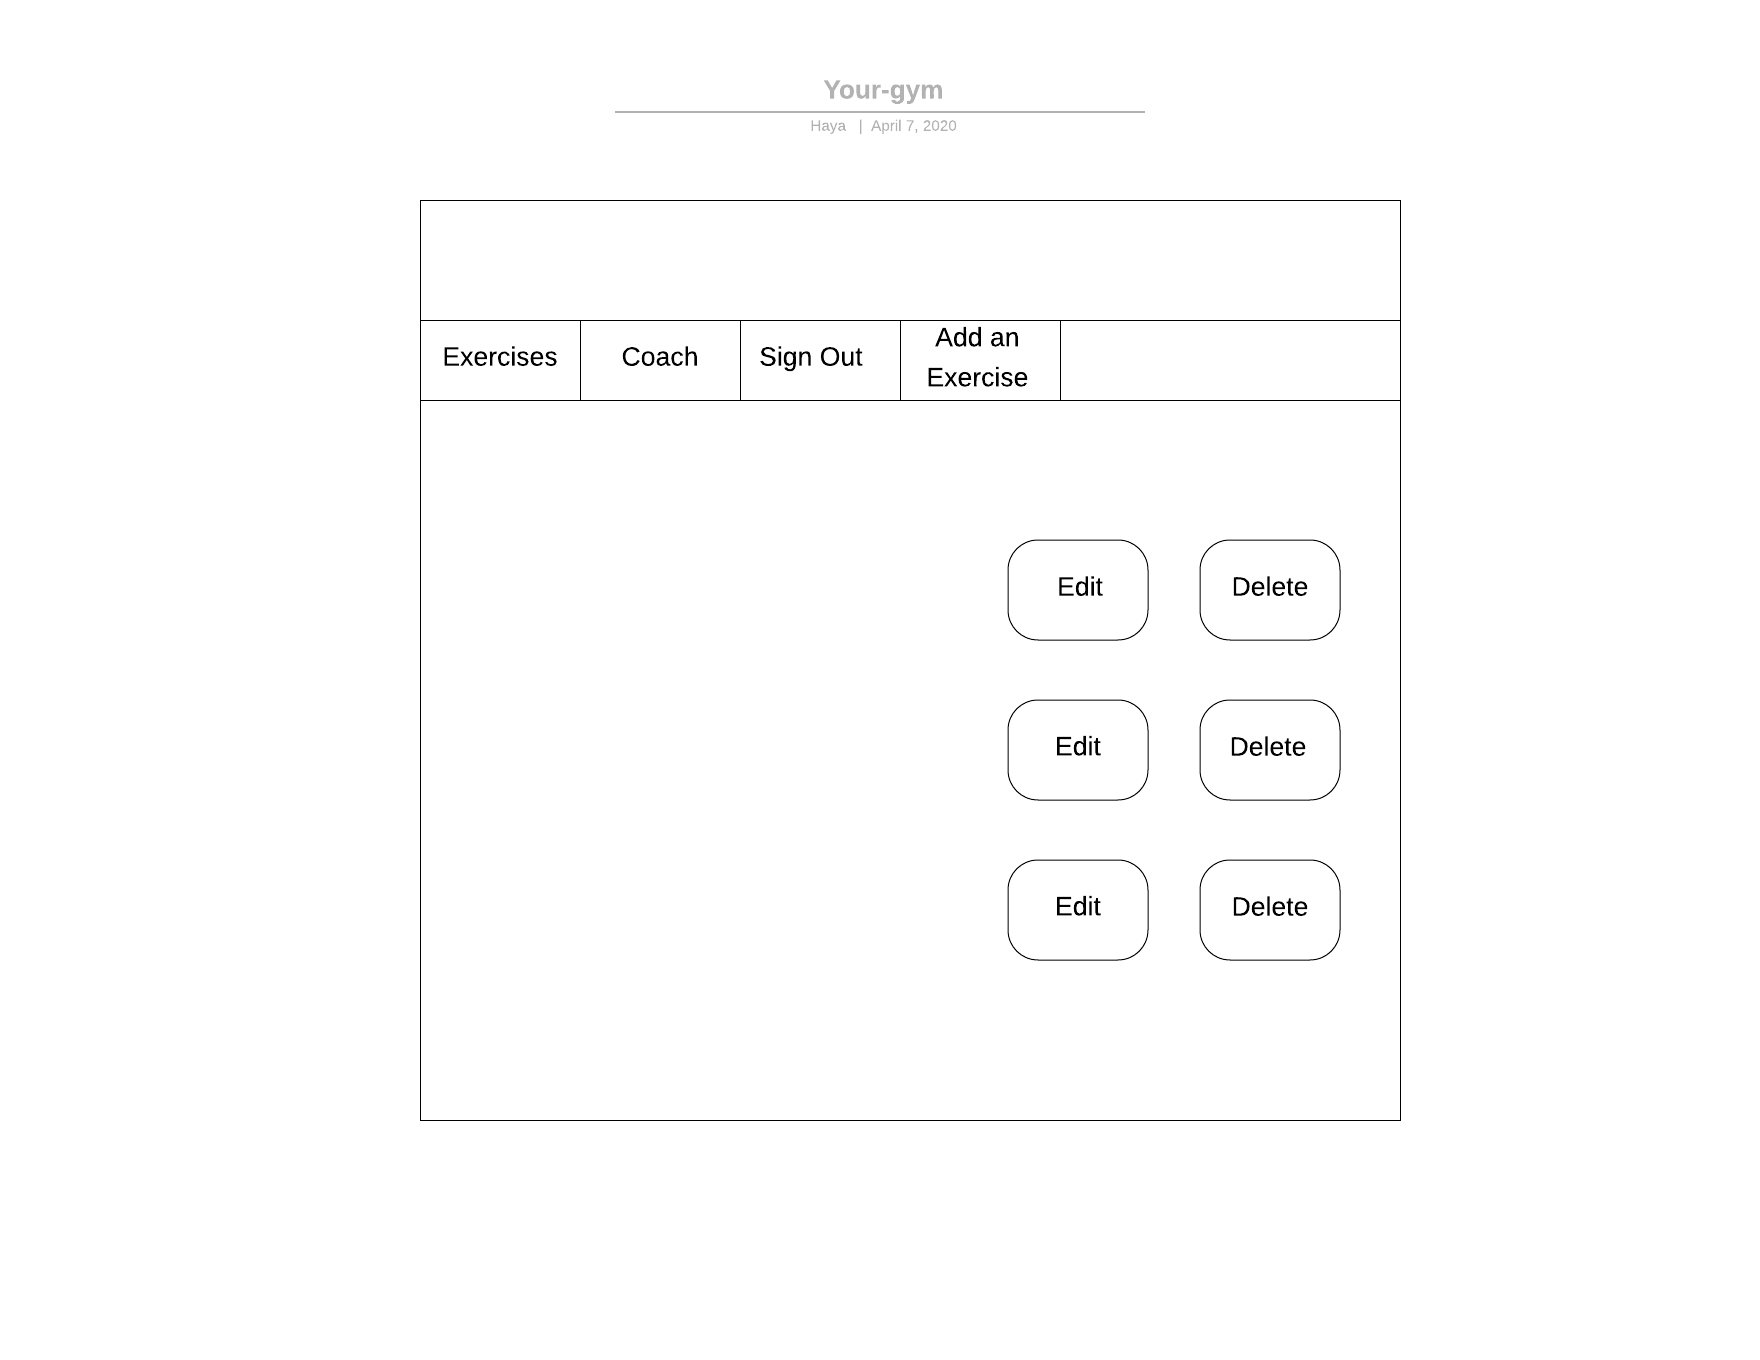 Your-gym
Haya | April 7, 2020
Exercises
Coach
Sign Out
Add an
Exercise
Edit
Delete
Edit
Delete
Edit
Delete